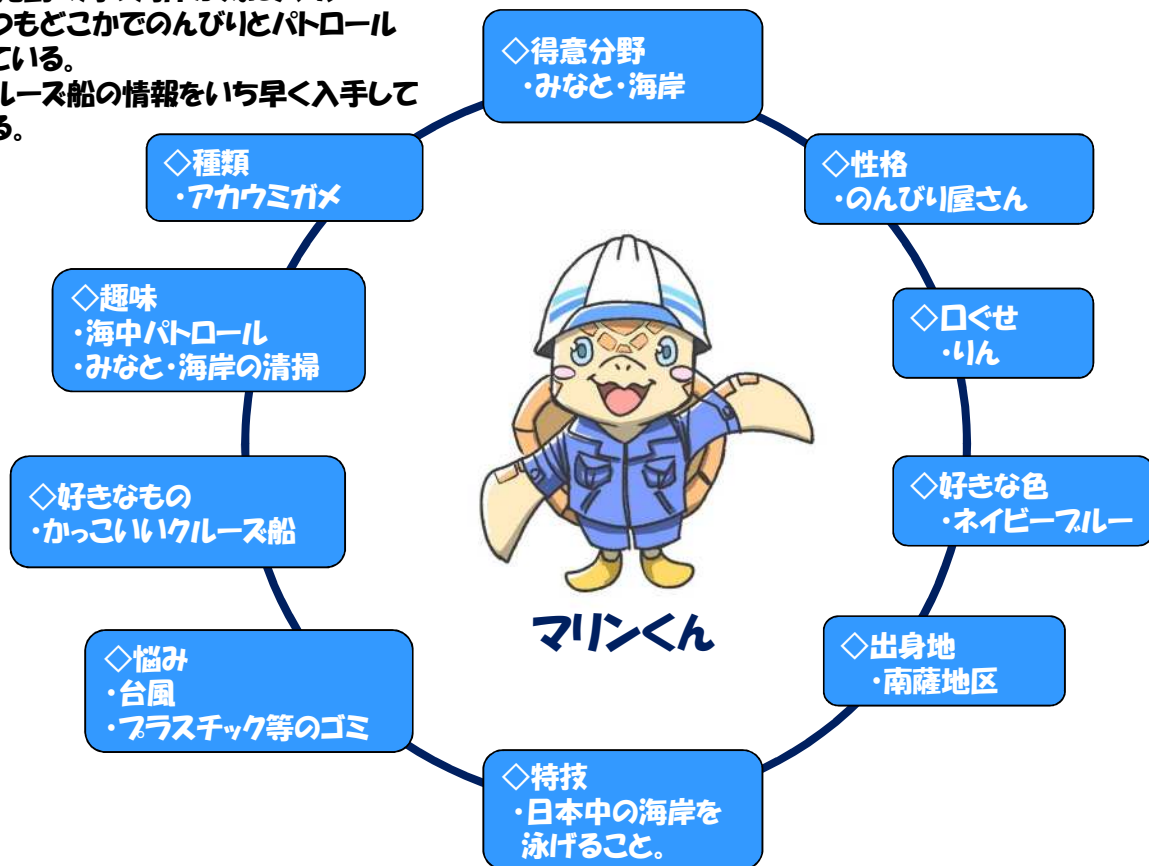 つもどこかでのんびりとパトロール
ている。
ルーズ船の情報をいち早く入手して
る。
◇得意分野
・みなと・海岸
◇種類
・アカウミガメ
◇性格
・のんびり屋さん
◇趣味
・海中パトロール
・みなと・海岸の清掃
◇口ぐせ
・りん
◇好きなもの
・かっこいいクルーズ船
◇好きな色
・ネイビーブルー
マリンくん
◇悩み
・台風
・プラスチック等のゴミ
◇出身地
・南薩地区
◇特技
・日本中の海岸を
泳げること。